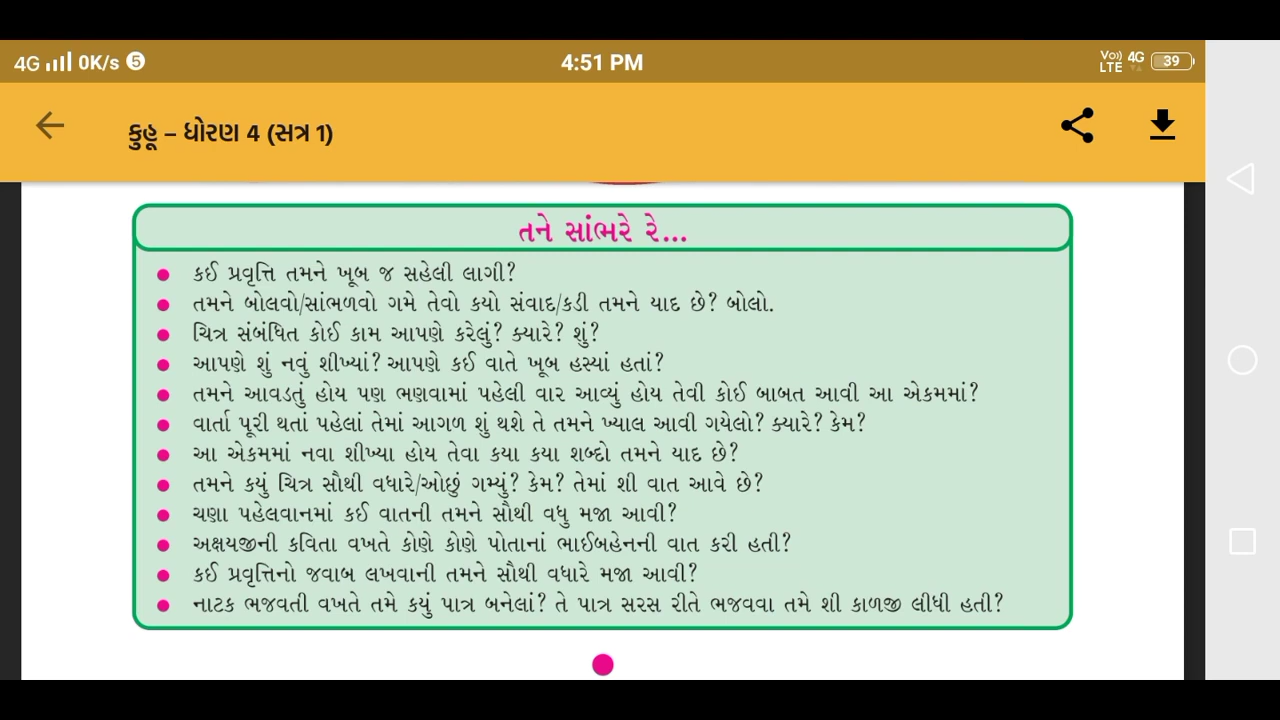 4G 0K/s 5 4:51 PM Vo)) LTE 4G 39
કુહૂ – ધોરણ 4 (સત્ર 1)
તને સાંભરે રે...
• કઈ પ્રવૃત્તિ તમને ખૂબ જ સહેલી લાગી?
• તમને બોલવો/સાંભળવો ગમે તેવો કયો સંવાદ/કડી તમને યાદ છે? બોલો.
• ચિત્ર સંબંધિત કોઈ કામ આપણે કરેલું? ક્યારે? શું?
• આપણે શું નવું શીખ્યાં? આપણે કઈ વાતે ખૂબ હસ્યાં હતાં?
• તમને આવડતું હોય પણ ભણવામાં પહેલી વાર આવ્યું હોય તેવી કોઈ બાબત આવી આ એકમમાં?
• વાર્તા પૂરી થતાં પહેલાં તેમાં આગળ શું થશે તે તમને ખ્યાલ આવી ગયેલો? ક્યારે? કેમ?
• આ એકમમાં નવા શીખ્યા હોય તેવા કયા કયા શબ્દો તમને યાદ છે?
• તમને કયું ચિત્ર સૌથી વધારે/ઓછું ગમ્યું? કેમ? તેમાં શી વાત આવે છે?
• ચણા પહેલવાનમાં કઈ વાતની તમને સૌથી વધુ મજા આવી?
• અક્ષયજીની કવિતા વખતે કોણે કોણે પોતાનાં ભાઈબહેનની વાત કરી હતી?
• કઈ પ્રવૃત્તિનો જવાબ લખવાની તમને સૌથી વધારે મજા આવી?
• નાટક ભજવતી વખતે તમે કયું પાત્ર બનેલાં? તે પાત્ર સરસ રીતે ભજવવા તમે શી કાળજી લીધી હતી?